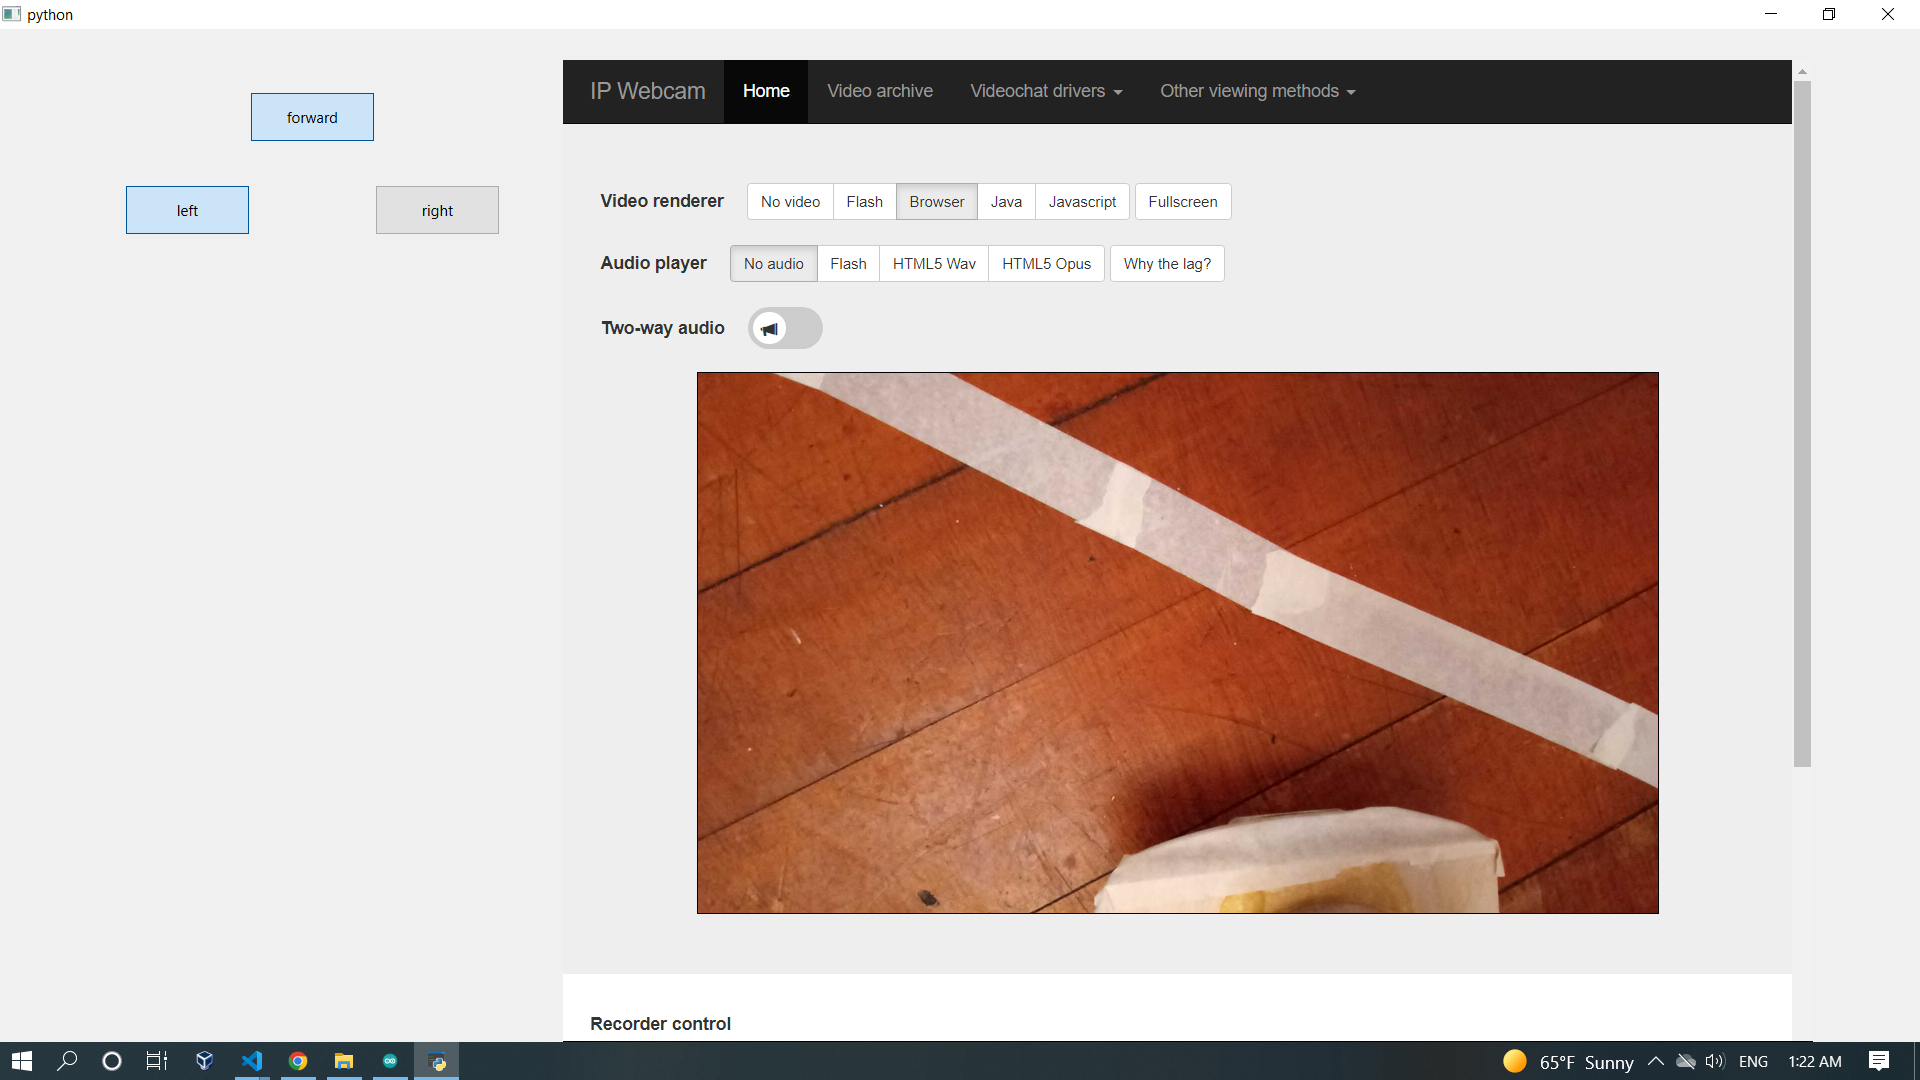 python
forward
left
right
IP Webcam Home Video archive Videochat drivers Other viewing methods
Video renderer No video Flash Browser Java Javascript Fullscreen
Audio player No audio Flash HTML5 Wav HTML5 Opus Why the lag?
Two-way audio
Recorder control
65°F Sunny ENG 1:22 AM